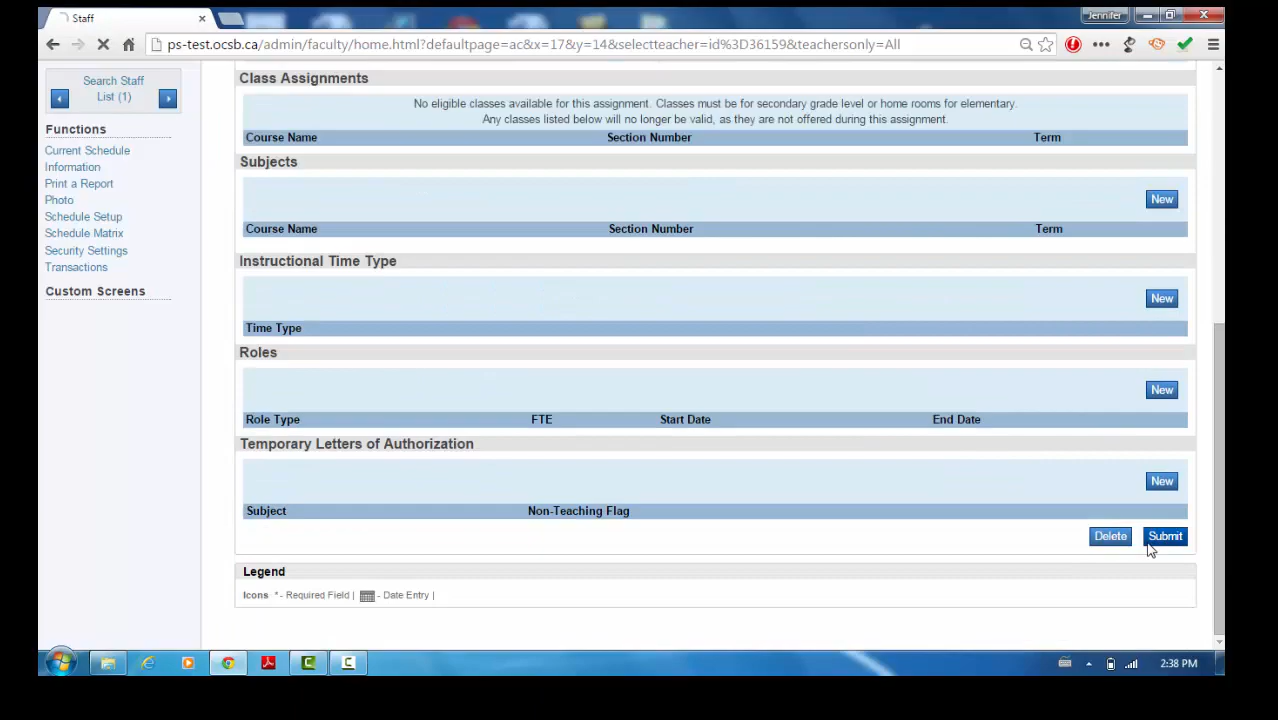 Staff
Jennifer
ps-test.ocsb.ca/admin/faculty/home.html?defaultpage=ac&x=17&y=14&selectteacher=id%3D36159&teachersonly=All
Search Staff
List (1)
Functions
Current Schedule
Information
Print a Report
Photo
Schedule Setup
Schedule Matrix
Security Settings
Transactions
Custom Screens
Class Assignments
No eligible classes available for this assignment. Classes must be for secondary grade level or home rooms for elementary.
Any classes listed below will no longer be valid, as they are not offered during this assignment.
Course Name Section Number Term
Subjects
New
Course Name Section Number Term
Instructional Time Type
New
Time Type
Roles
New
Role Type FTE Start Date End Date
Temporary Letters of Authorization
New
Subject Non-Teaching Flag
Delete Submit
Legend
Icons * - Required Field | - Date Entry |
2:38 PM